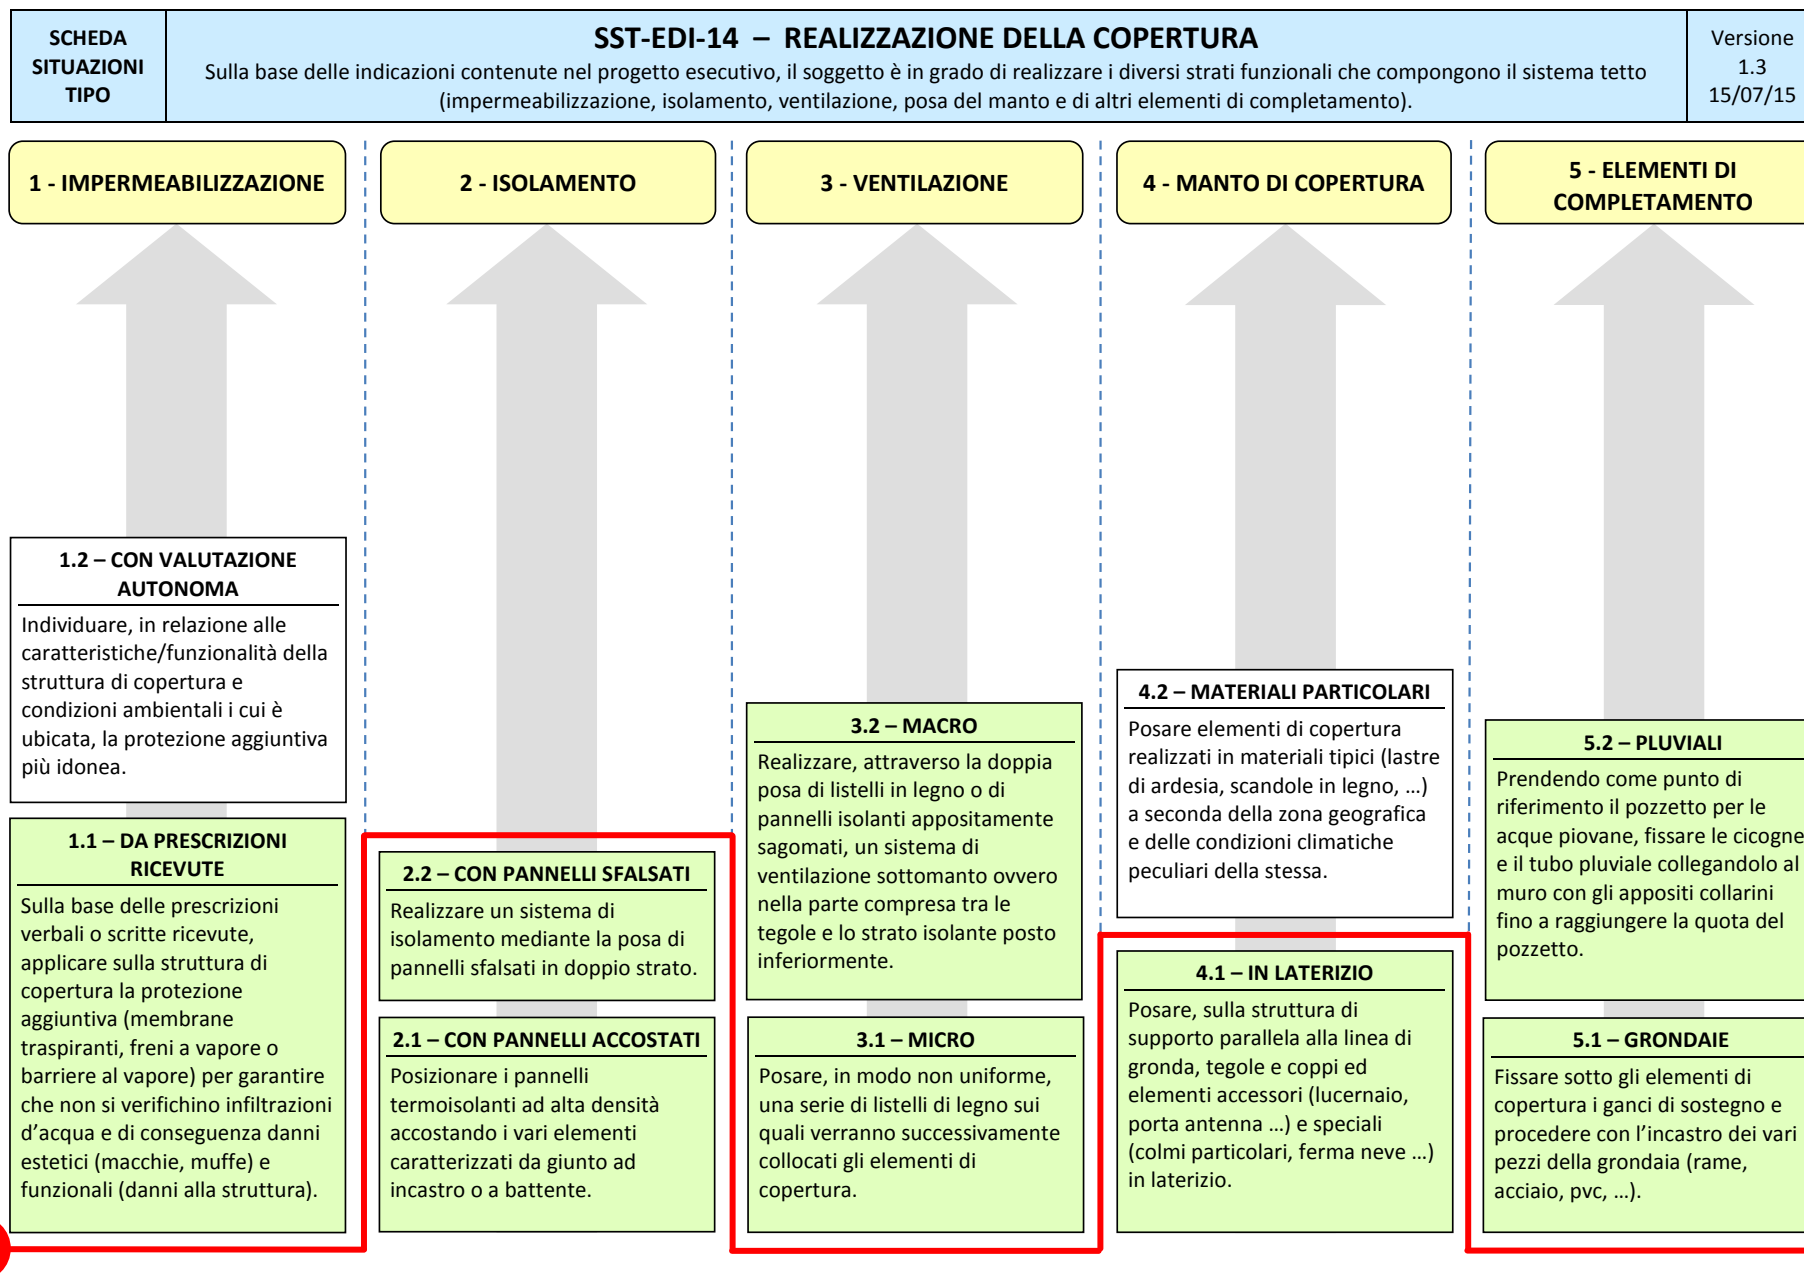 SCHEDA
SITUAZIONI
TIPO
SST-EDI-14 – REALIZZAZIONE DELLA COPERTURA
Sulla base delle indicazioni contenute nel progetto esecutivo, il soggetto è in grado di realizzare i diversi strati funzionali che compongono il sistema tetto
(impermeabilizzazione, isolamento, ventilazione, posa del manto e di altri elementi di completamento).
Versione
1.3
15/07/15
1 - IMPERMEABILIZZAZIONE
2 - ISOLAMENTO
3 - VENTILAZIONE
4 - MANTO DI COPERTURA
5 - ELEMENTI DI
COMPLETAMENTO
1.2 – CON VALUTAZIONE
AUTONOMA
Individuare, in relazione alle
caratteristiche/funzionalità della
struttura di copertura e
condizioni ambientali i cui è
ubicata, la protezione aggiuntiva
più idonea.
1.1 – DA PRESCRIZIONI
RICEVUTE
Sulla base delle prescrizioni
verbali o scritte ricevute,
applicare sulla struttura di
copertura la protezione
aggiuntiva (membrane
traspiranti, freni a vapore o
barriere al vapore) per garantire
che non si verifichino infiltrazioni
d’acqua e di conseguenza danni
estetici (macchie, muffe) e
funzionali (danni alla struttura).
2.2 – CON PANNELLI SFALSATI
Realizzare un sistema di
isolamento mediante la posa di
pannelli sfalsati in doppio strato.
2.1 – CON PANNELLI ACCOSTATI
Posizionare i pannelli
termoisolanti ad alta densità
accostando i vari elementi
caratterizzati da giunto ad
incastro o a battente.
3.2 – MACRO
Realizzare, attraverso la doppia
posa di listelli in legno o di
pannelli isolanti appositamente
sagomati, un sistema di
ventilazione sottomanto ovvero
nella parte compresa tra le
tegole e lo strato isolante posto
inferiormente.
3.1 – MICRO
Posare, in modo non uniforme,
una serie di listelli di legno sui
quali verranno successivamente
collocati gli elementi di
copertura.
4.2 – MATERIALI PARTICOLARI
Posare elementi di copertura
realizzati in materiali tipici (lastre
di ardesia, scandole in legno, …)
a seconda della zona geografica
e delle condizioni climatiche
peculiari della stessa.
4.1 – IN LATERIZIO
Posare, sulla struttura di
supporto parallela alla linea di
gronda, tegole e coppi ed
elementi accessori (lucernaio,
porta antenna …) e speciali
(colmi particolari, ferma neve …)
in laterizio.
5.2 – PLUVIALI
Prendendo come punto di
riferimento il pozzetto per le
acque piovane, fissare le cicogne
e il tubo pluviale collegandolo al
muro con gli appositi collarini
fino a raggiungere la quota del
pozzetto.
5.1 – GRONDAIE
Fissare sotto gli elementi di
copertura i ganci di sostegno e
procedere con l’incastro dei vari
pezzi della grondaia (rame,
acciaio, pvc, …).